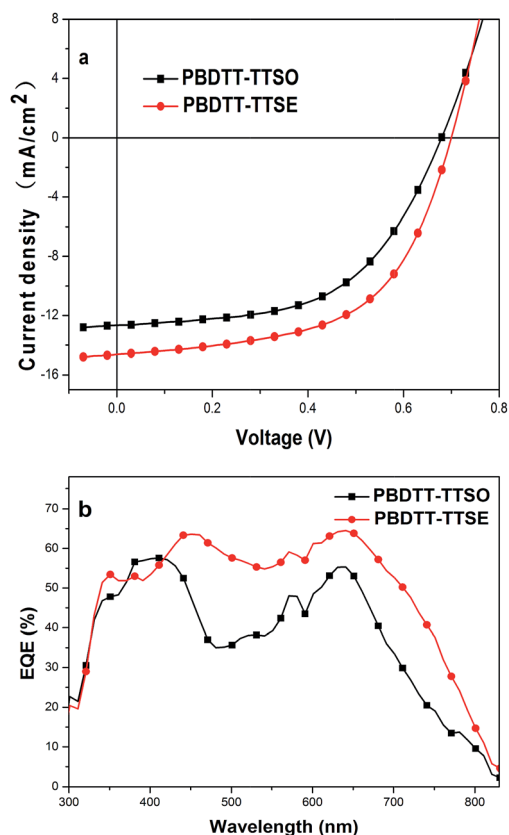 a
PBDTT-TTSO
PBDTT-TTSE
8
4
0
-4
-8
-12
-16
Current density （mA/cm²)
0.0 0.2 0.4 0.6 0.8
Voltage (V)
b
PBDTT-TTSO
PBDTT-TTSE
70
60
50
40
30
20
10
0
EQE (%)
300 400 500 600 700 800
Wavelength (nm)